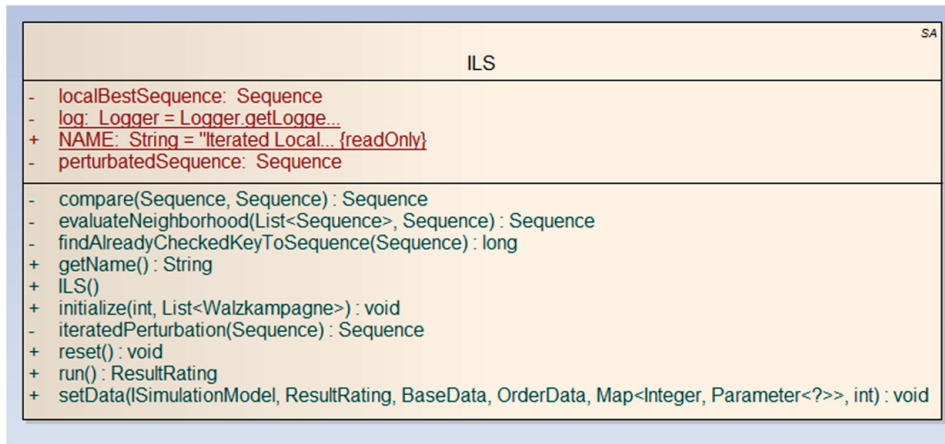 SA
ILS
- localBestSequence: Sequence
- log: Logger = Logger.getLogge...
+ NAME: String = "Iterated Local... {readOnly}
- perturbatedSequence: Sequence
- compare(Sequence, Sequence) : Sequence
- evaluateNeighborhood(List<Sequence>, Sequence) : Sequence
- findAlreadyCheckedKeyToSequence(Sequence) : long
+ getName() : String
+ ILS()
+ initialize(int, List<Walzkampagne>) : void
- iteratedPerturbation(Sequence) : Sequence
+ reset() : void
+ run() : ResultRating
+ setData(ISimulationModel, ResultRating, BaseData, OrderData, Map<Integer, Parameter<?>>, int) : void